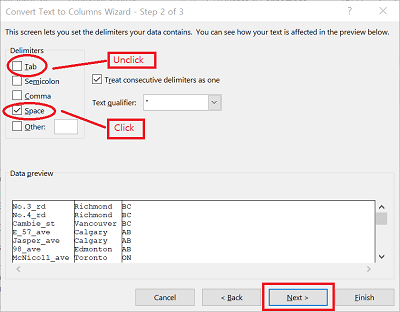 Convert Text to Columns Wizard - Step 2 of 3
This screen lets you set the delimiters your data contains. You can see how your text is affected in the preview below.
Delimiters
Tab
Unclick
Semicolon
Treat consecutive delimiters as one
Comma
Text qualifier: "
Space
Other:
Click
Data preview
No.3_rd Richmond BC
No.4_rd Richmond BC
Cambie_st Vancouver BC
E_57_ave Calgary AB
Jasper_ave Calgary AB
98_ave Edmonton AB
McNicoll_ave Toronto ON
Cancel < Back Next > Finish